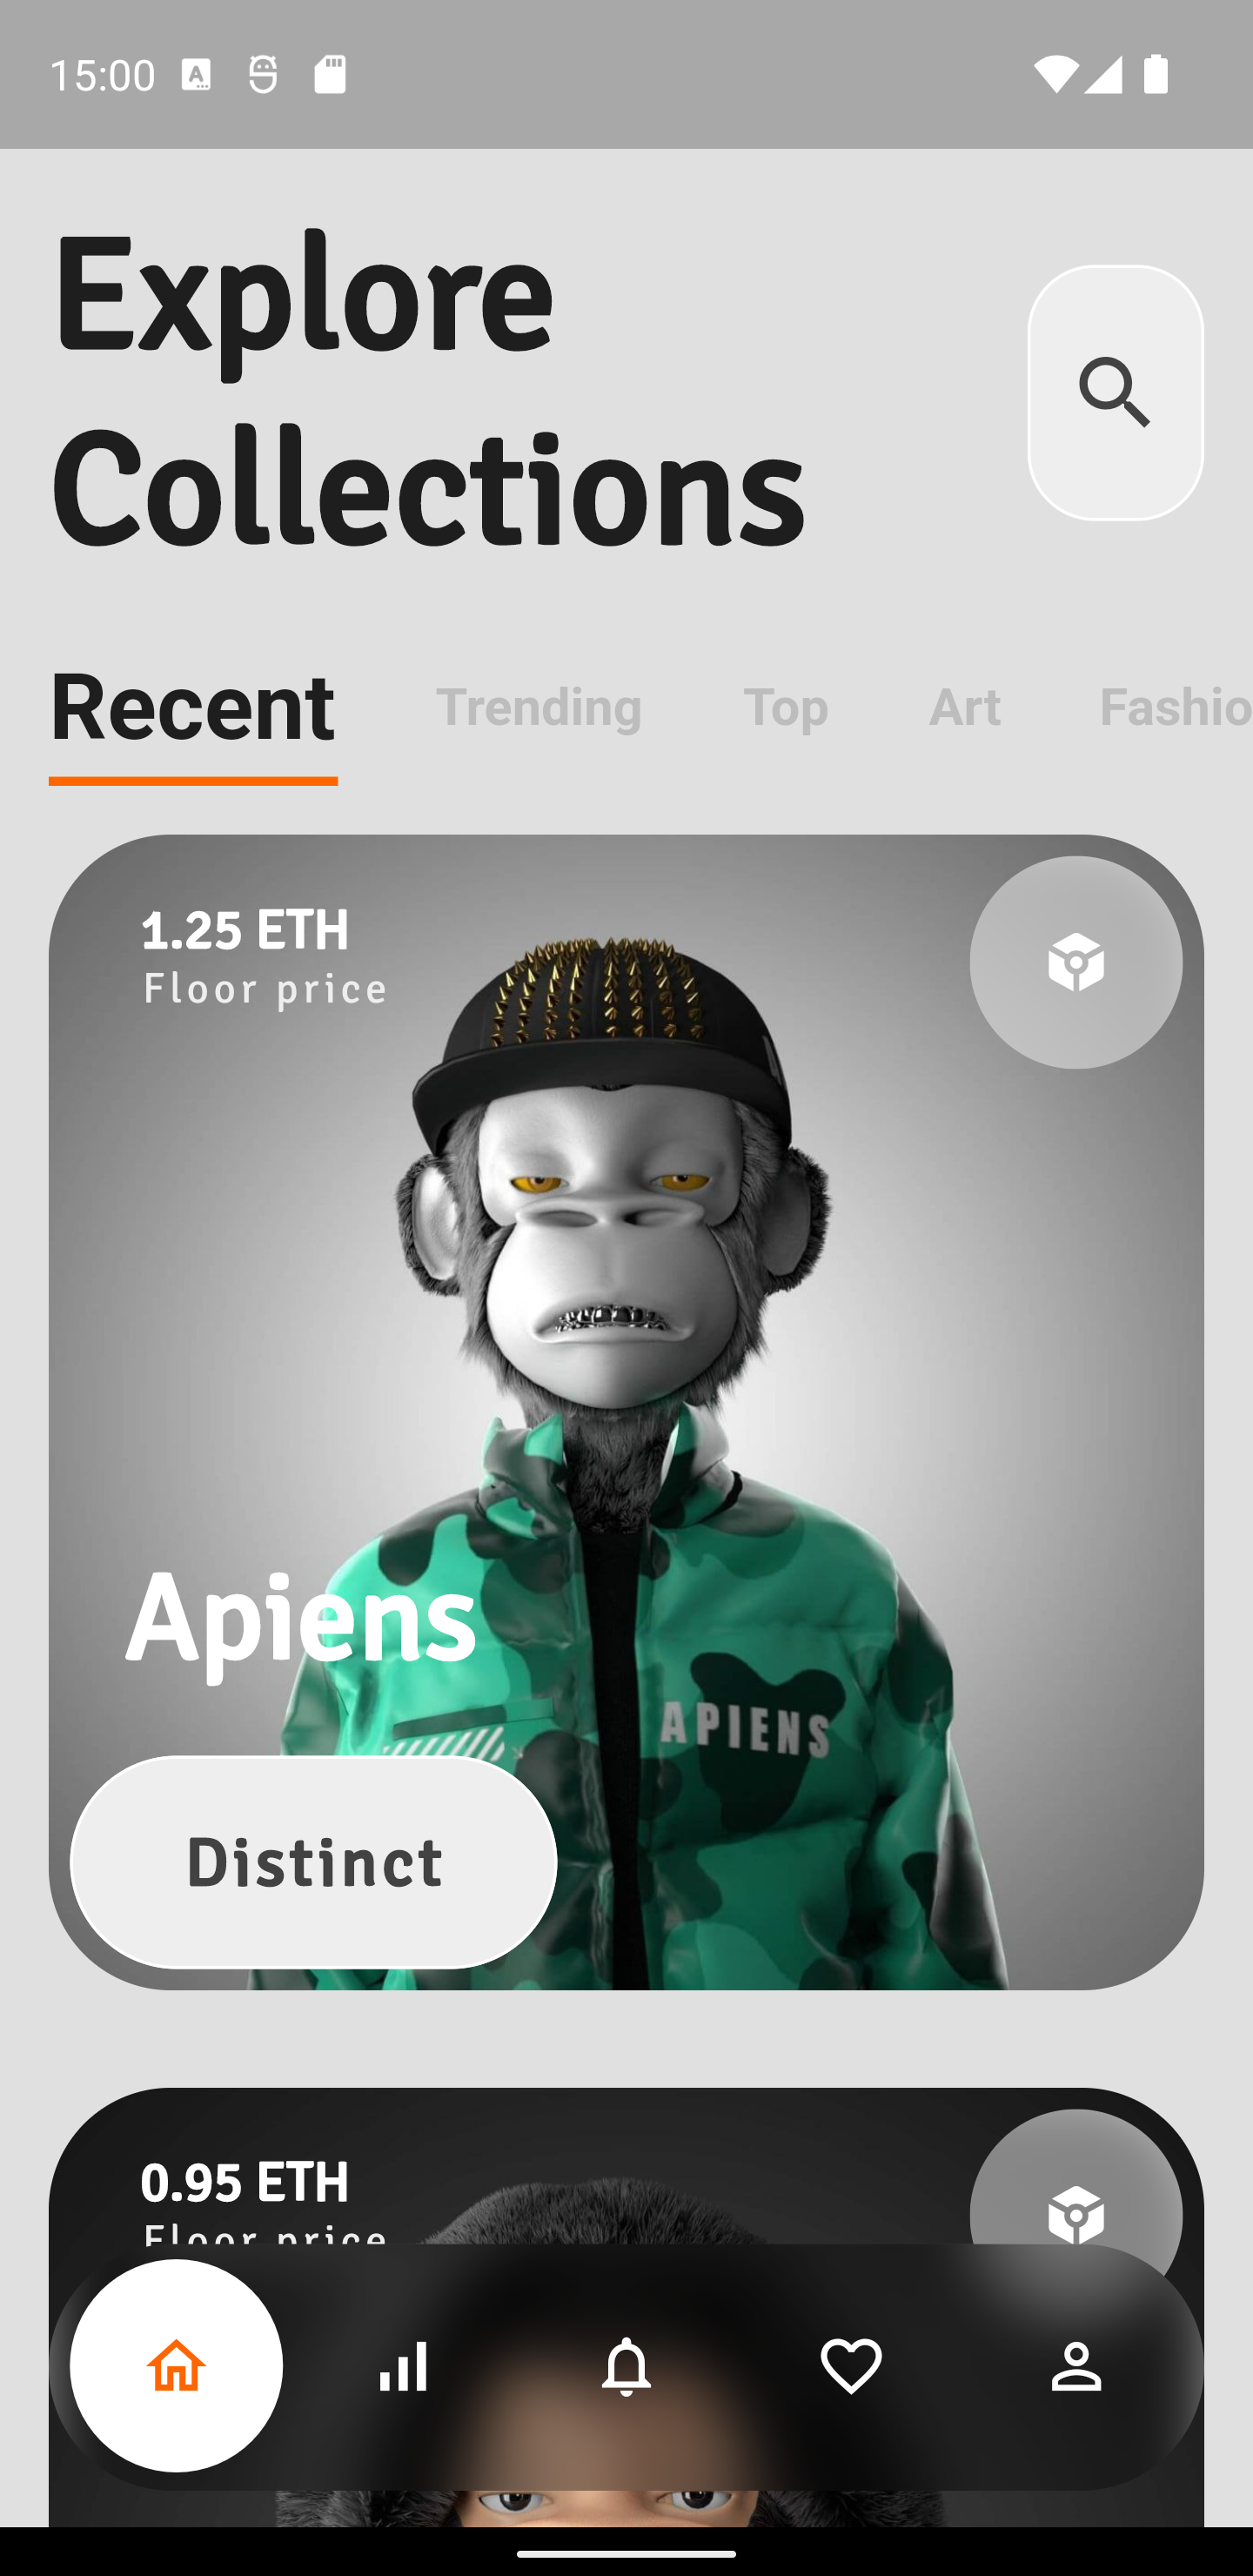 15:00
Explore
Collections
Recent Trending Top Art Fashio
1.25 ETH
Floor price
APIENS
Apiens
Distinct
0.95 ETH
Floor price